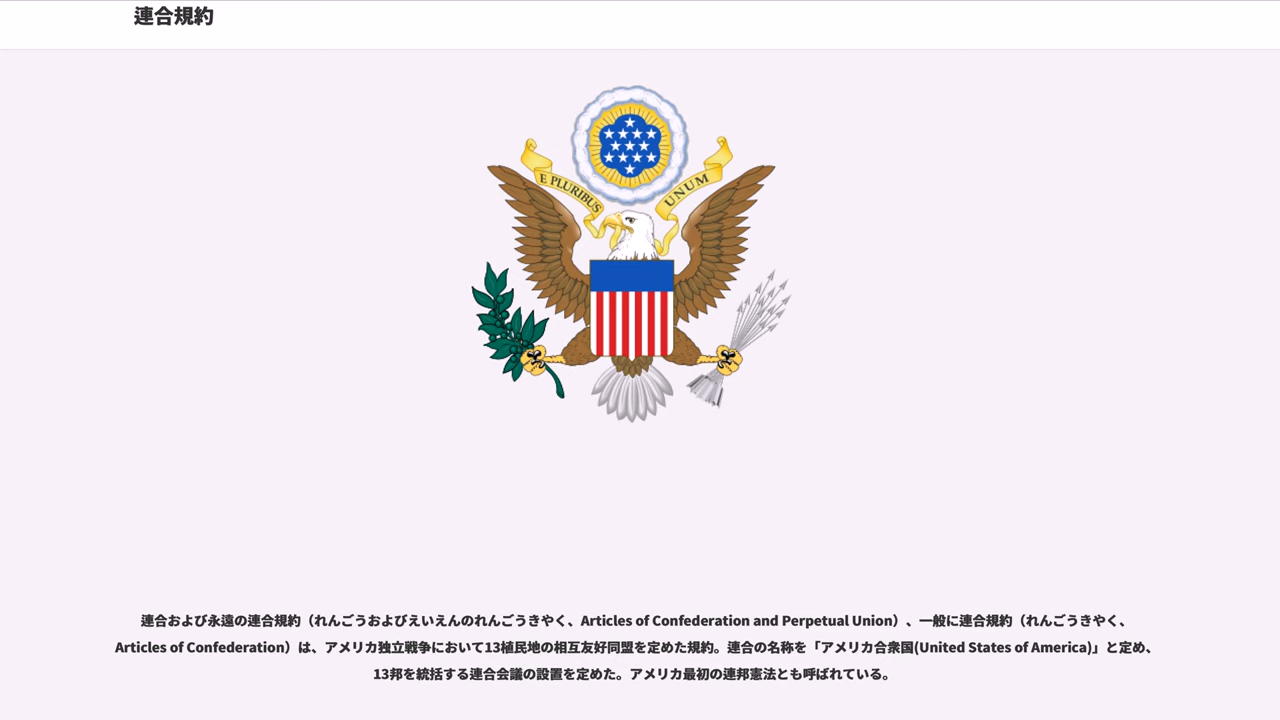 連合規約
E PLURIBUS UNUM
連合および永遠の連合規約（れんごうおよびえいえんのれんごうきやく、Articles of Confederation and Perpetual Union）、一般に連合規約（れんごうきやく、
Articles of Confederation）は、アメリカ独立戦争において13植民地の相互友好同盟を定めた規約。連合の名称を「アメリカ合衆国(United States of America)」と定め、
13邦を統括する連合会議の設置を定めた。アメリカ最初の連邦憲法とも呼ばれている。